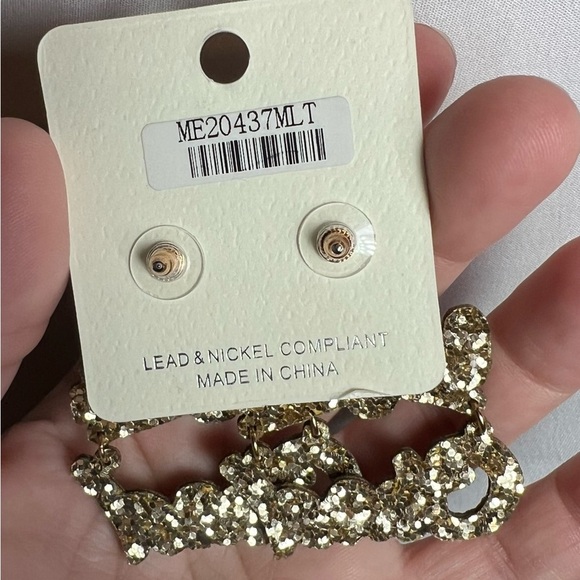 ME20437MLT
LEAD & NICKEL COMPLIANT
MADE IN CHINA